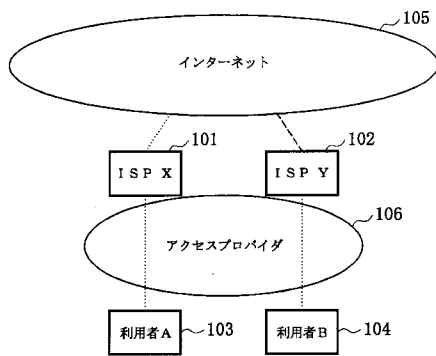 105
インターネット
101
102
ISP X
ISP Y
106
アクセスプロバイダ
利用者A
103
利用者B
104